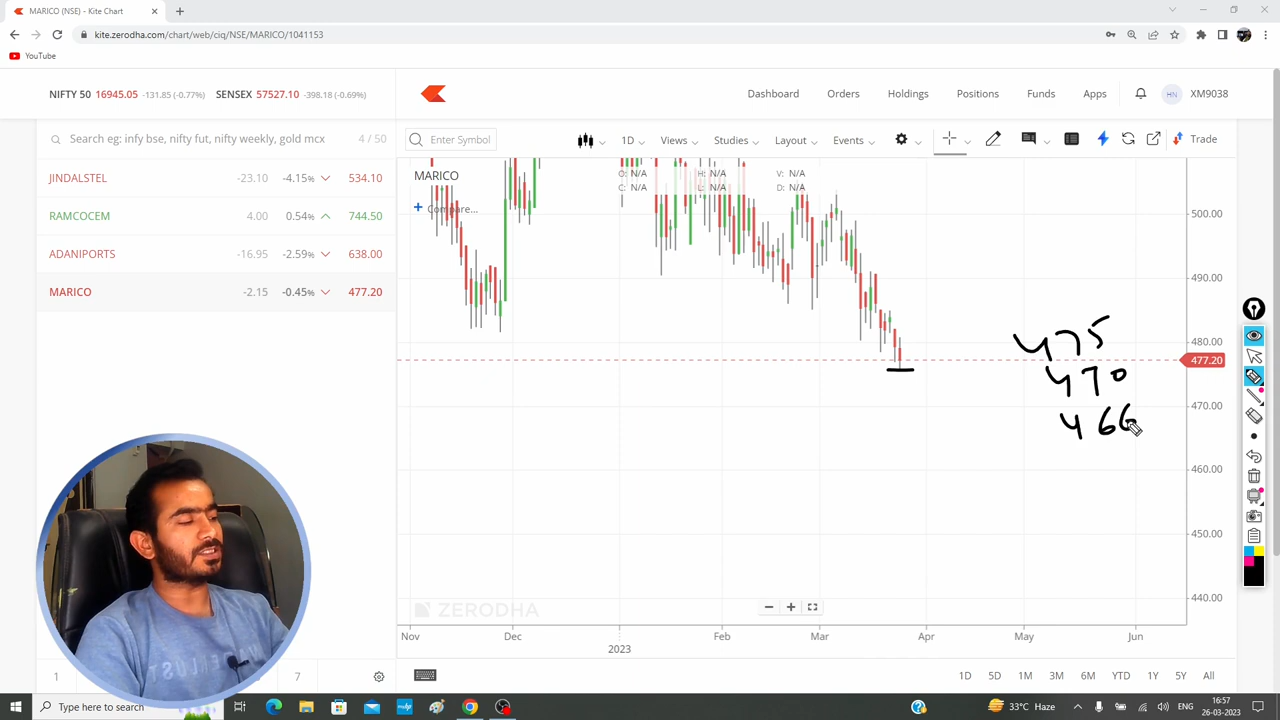 MARICO (NSE) - Kite Chart
kite.zerodha.com/chart/web/ciq/NSE/MARICO/1041153
YouTube
NIFTY 50 16945.05 -131.85 (-0.77%) SENSEX 57527.10 -398.18 (-0.69%)
Dashboard Orders Holdings Positions Funds Apps HN XM9038
Search eg: infy bse, nifty fut, nifty weekly, gold mcx 4 / 50
Enter Symbol 1D Views Studies Layout Events Trade
JINDALSTEL -23.10 -4.15% 534.10
RAMCOCEM 4.00 0.54% 744.50
ADANIPORTS -16.95 -2.59% 638.00
MARICO -2.15 -0.45% 477.20
MARICO
O: N/A H: N/A V: N/A
C: N/A L: N/A D: N/A
+ Compare...
500.00
490.00
480.00
477.20
470.00
460.00
450.00
440.00
475
470
466
ZERODHA
Nov Dec 2023 Feb Mar Apr May Jun
1 7
1D 5D 1M 3M 6M YTD 1Y 5Y All
Type here to search
33°C Haze
16:57
26-03-2023